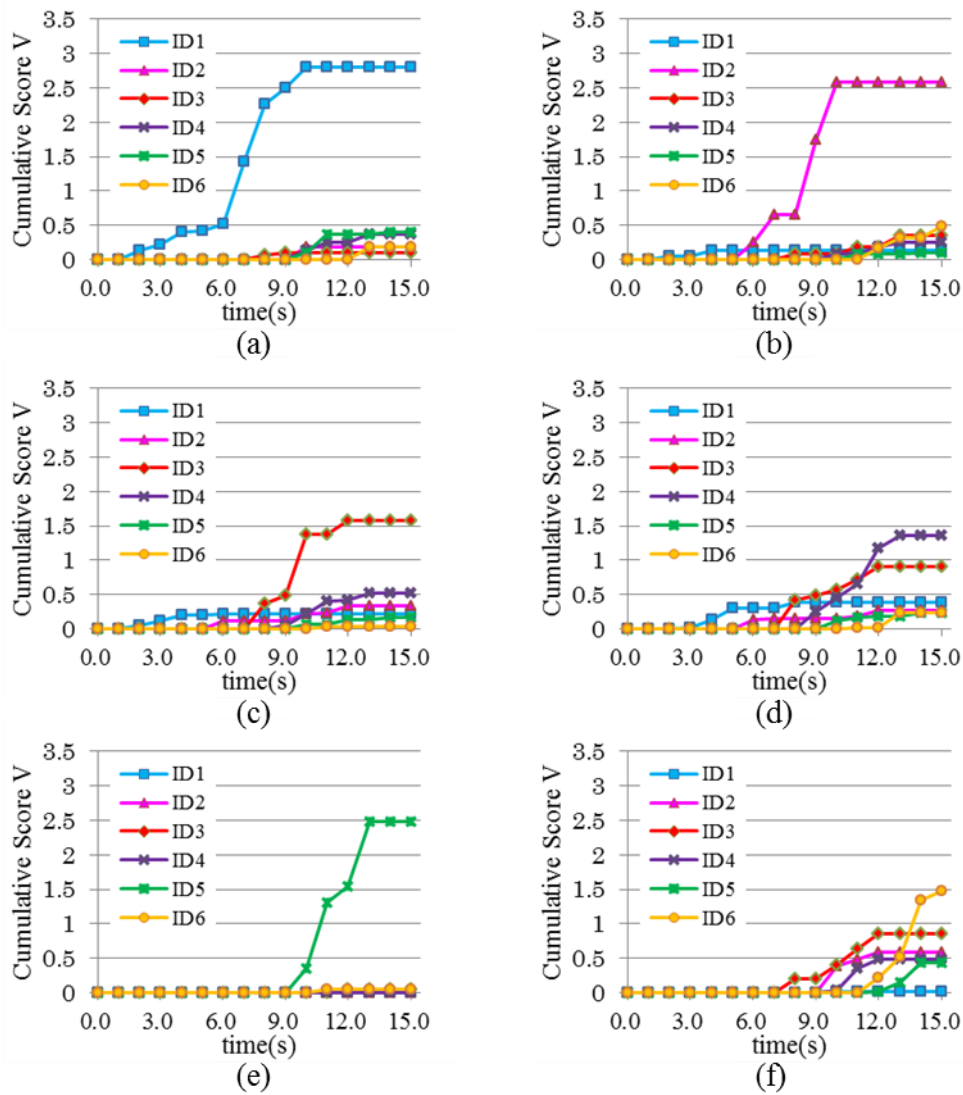 3.5
3
2.5
2
1.5
1
0.5
0
Cumulative Score V
ID1
ID2
ID3
ID4
ID5
ID6
0.0 3.0 6.0 9.0 12.0 15.0
time(s)
(a)
3.5
3
2.5
2
1.5
1
0.5
0
Cumulative Score V
ID1
ID2
ID3
ID4
ID5
ID6
0.0 3.0 6.0 9.0 12.0 15.0
time(s)
(b)
3.5
3
2.5
2
1.5
1
0.5
0
Cumulative Score V
ID1
ID2
ID3
ID4
ID5
ID6
0.0 3.0 6.0 9.0 12.0 15.0
time(s)
(c)
3.5
3
2.5
2
1.5
1
0.5
0
Cumulative Score V
ID1
ID2
ID3
ID4
ID5
ID6
0.0 3.0 6.0 9.0 12.0 15.0
time(s)
(d)
3.5
3
2.5
2
1.5
1
0.5
0
Cumulative Score V
ID1
ID2
ID3
ID4
ID5
ID6
0.0 3.0 6.0 9.0 12.0 15.0
time(s)
(e)
3.5
3
2.5
2
1.5
1
0.5
0
Cumulative Score V
ID1
ID2
ID3
ID4
ID5
ID6
0.0 3.0 6.0 9.0 12.0 15.0
time(s)
(f)